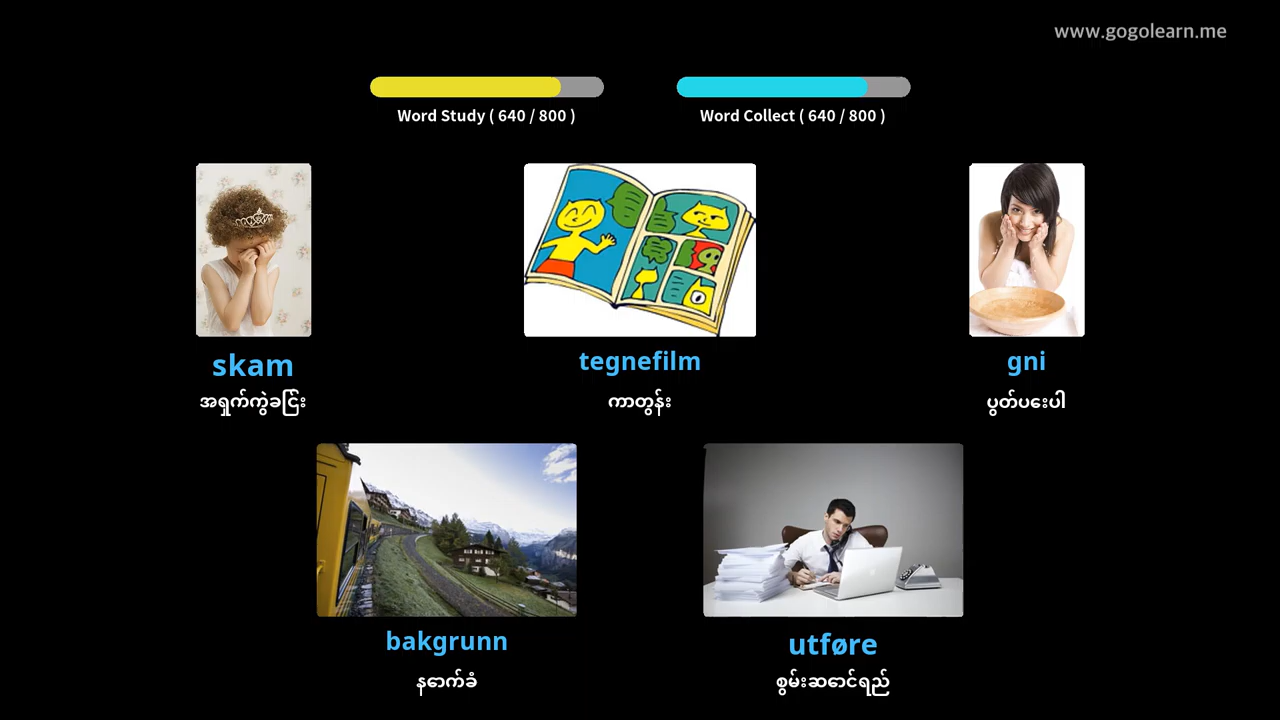 www.gogolearn.me
Word Study ( 640 / 800 )
Word Collect ( 640 / 800 )
skam
အရှက်ကွဲခြင်း
tegnefilm
ကာတွန်း
gni
ပွတ်ပေးပါ
bakgrunn
နောက်ခံ
utføre
စွမ်းဆောင်ရည်